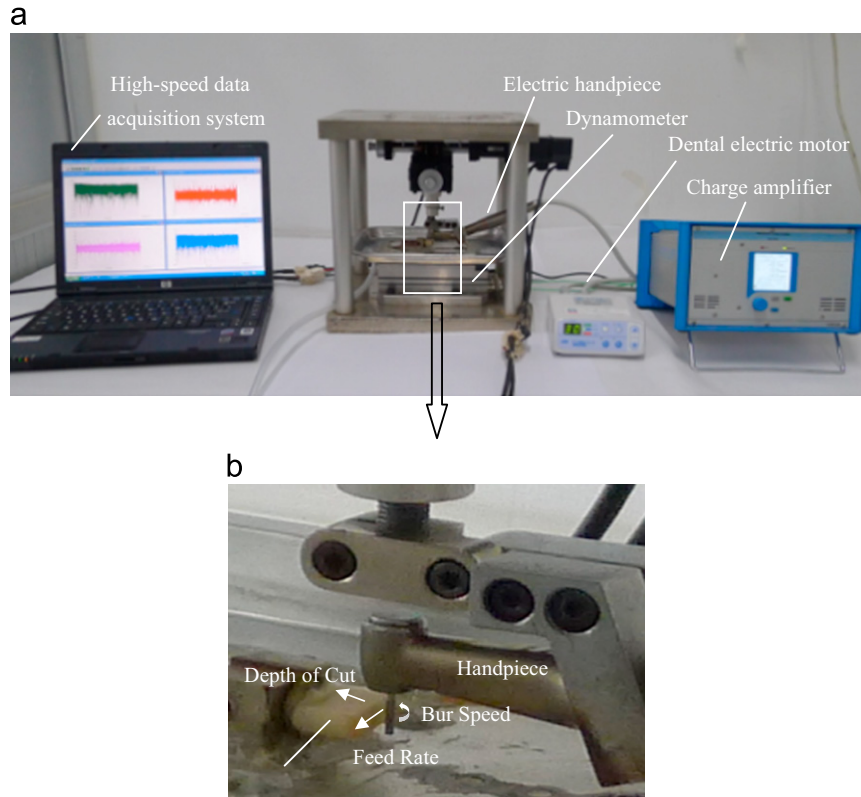 a
High-speed data
acquisition system
Electric handpiece
Dynamometer
Dental electric motor
Charge amplifier
b
Depth of Cut
Handpiece
Bur Speed
Feed Rate